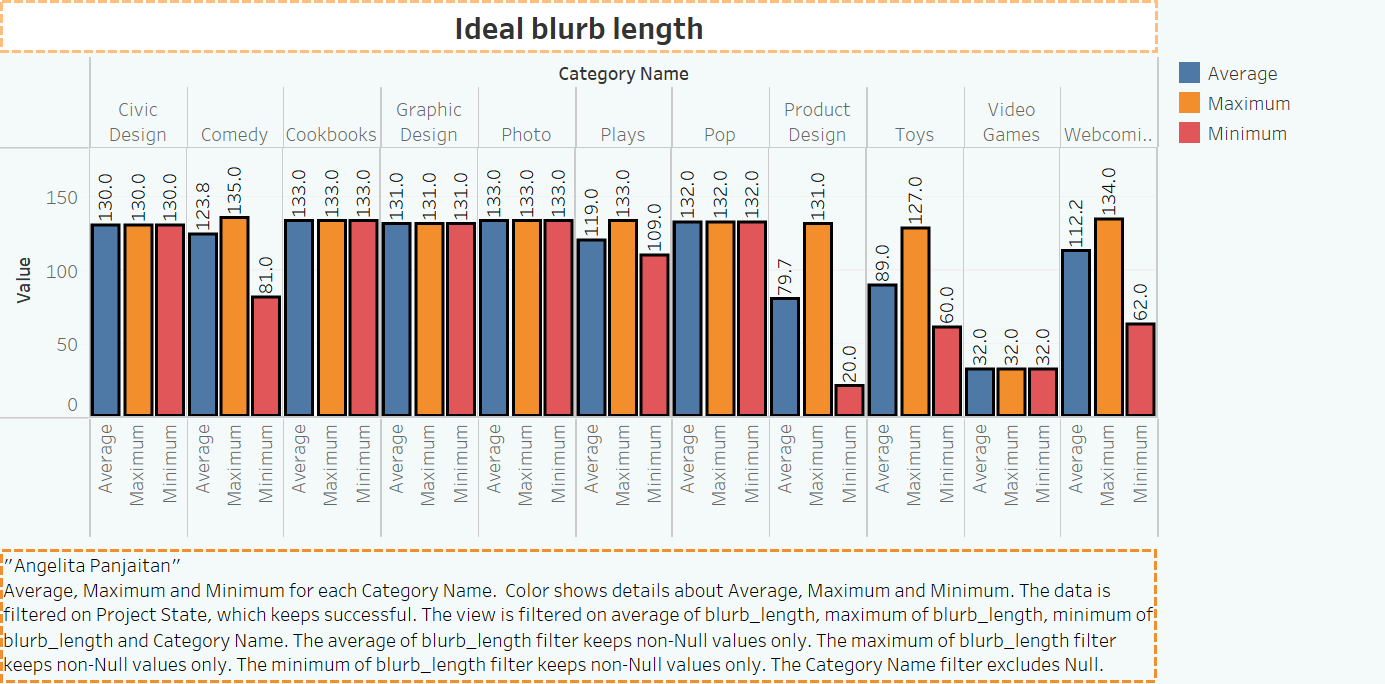 Ideal blurb length
Category Name
Average
Maximum
Minimum
Civic Design
Comedy
Cookbooks
Graphic Design
Photo
Plays
Pop
Product Design
Toys
Video Games
Webcomi..
Value
150
100
50
0
130.0 130.0 130.0
123.8 135.0 81.0
133.0 133.0 133.0
131.0 131.0 131.0
133.0 133.0 133.0
119.0 133.0 109.0
132.0 132.0 132.0
79.7 131.0 20.0
89.0 127.0 60.0
32.0 32.0 32.0
112.2 134.0 62.0
Average Maximum Minimum
Average Maximum Minimum
Average Maximum Minimum
Average Maximum Minimum
Average Maximum Minimum
Average Maximum Minimum
Average Maximum Minimum
Average Maximum Minimum
Average Maximum Minimum
Average Maximum Minimum
Average Maximum Minimum
"Angelita Panjaitan"
Average, Maximum and Minimum for each Category Name.  Color shows details about Average, Maximum and Minimum. The data is
filtered on Project State, which keeps successful. The view is filtered on average of blurb_length, maximum of blurb_length, minimum of
blurb_length and Category Name. The average of blurb_length filter keeps non-Null values only. The maximum of blurb_length filter
keeps non-Null values only. The minimum of blurb_length filter keeps non-Null values only. The Category Name filter excludes Null.